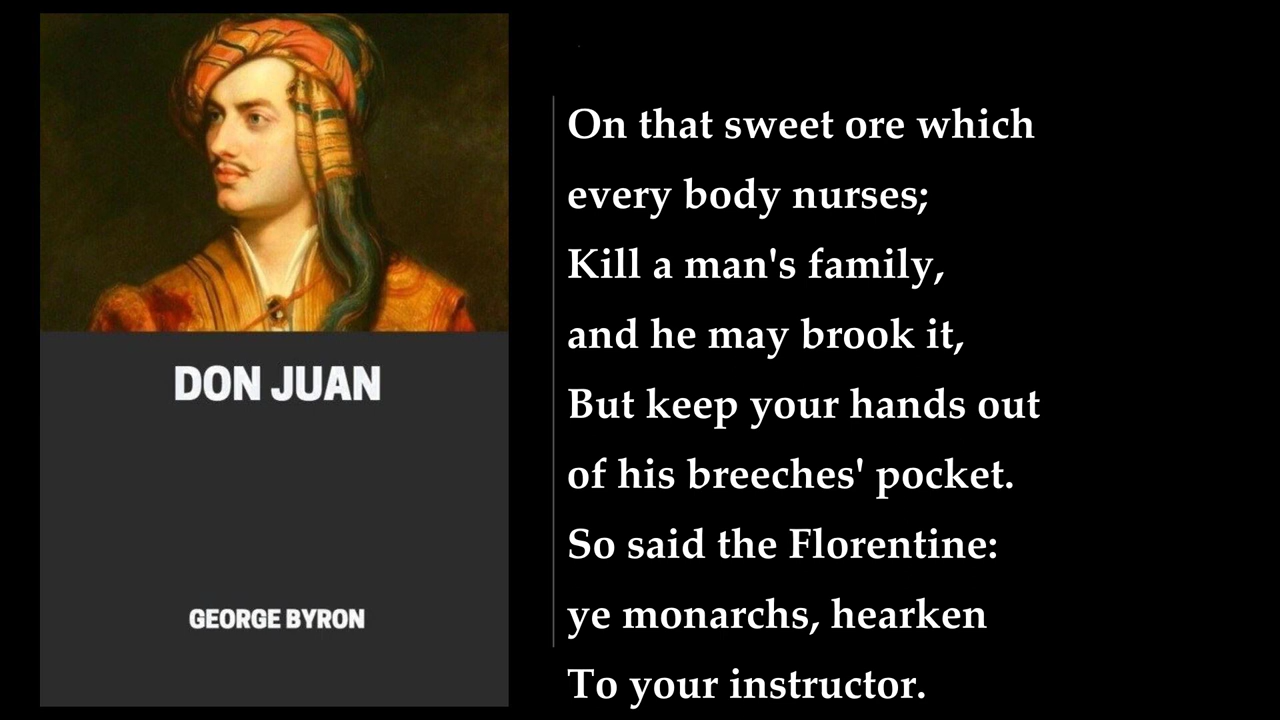 DON JUAN
GEORGE BYRON
On that sweet ore which
every body nurses;
Kill a man's family,
and he may brook it,
But keep your hands out
of his breeches' pocket.
So said the Florentine:
ye monarchs, hearken
To your instructor.